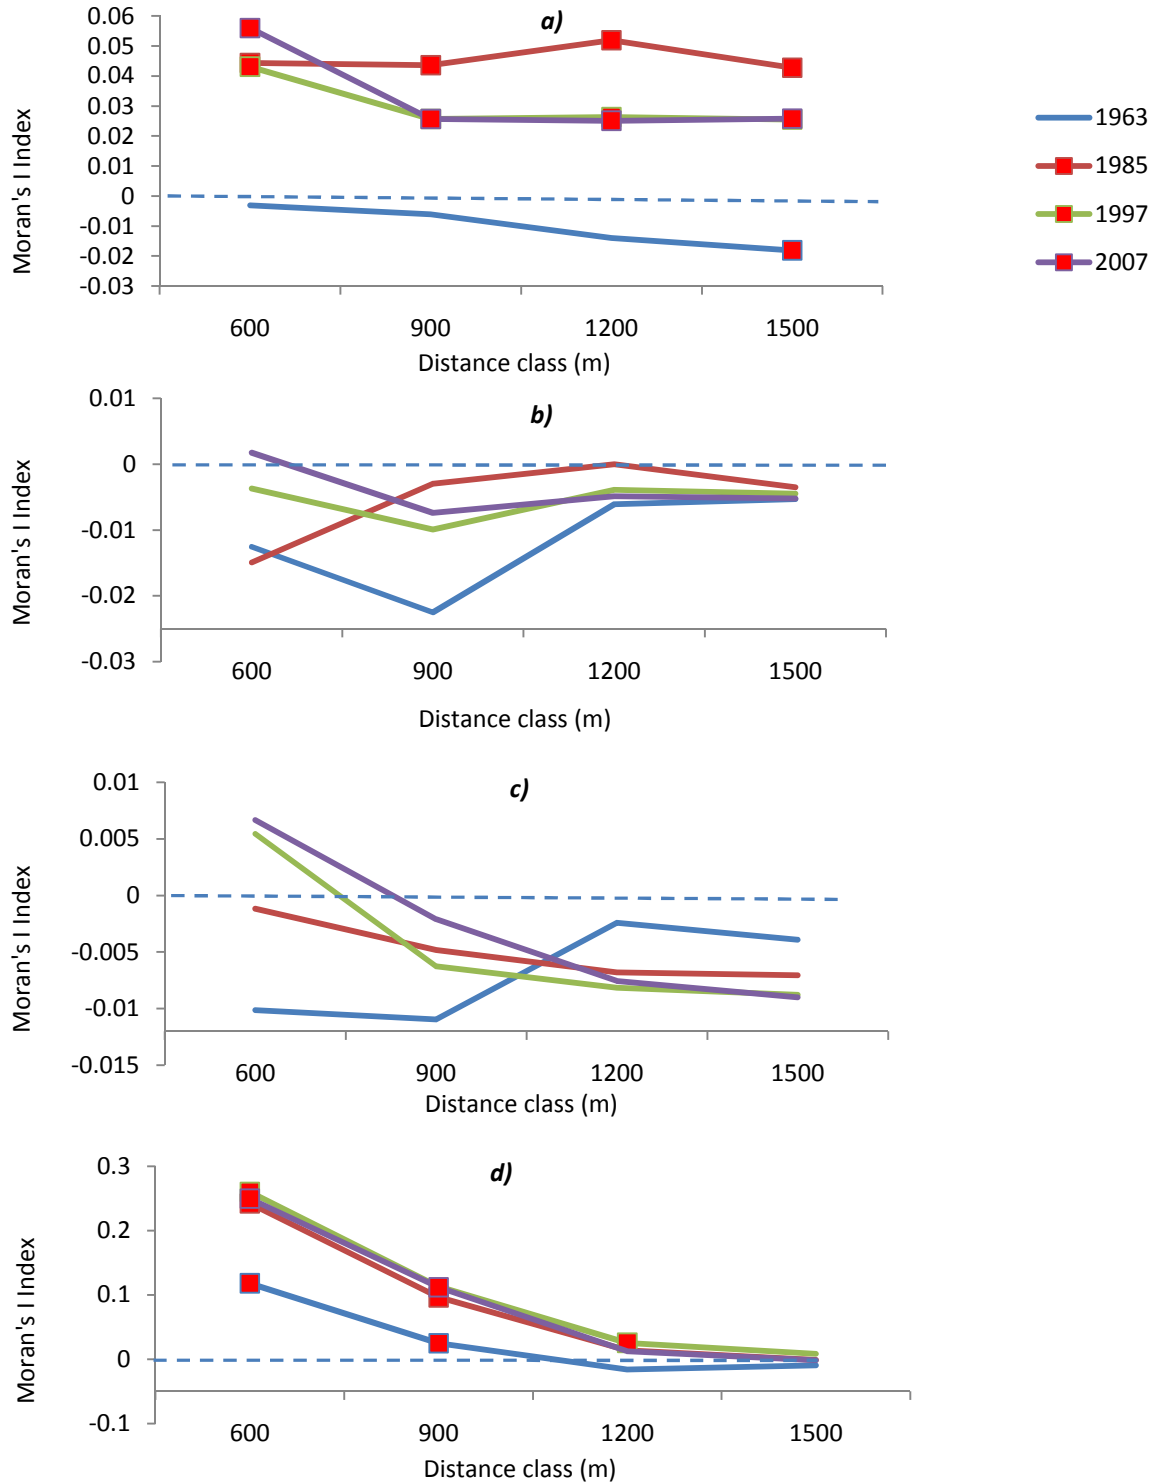 a)
0.06
0.05
0.04
0.03
0.02
0.01
0
-0.01
-0.02
-0.03
Moran's I Index
600 900 1200 1500
Distance class (m)
1963
1985
1997
2007
b)
0.01
0
-0.01
-0.02
-0.03
Moran's I Index
600 900 1200 1500
Distance class (m)
c)
0.01
0.005
0
-0.005
-0.01
-0.015
Moran's I Index
600 900 1200 1500
Distance class (m)
d)
0.3
0.2
0.1
0
-0.1
Moran's I Index
600 900 1200 1500
Distance class (m)